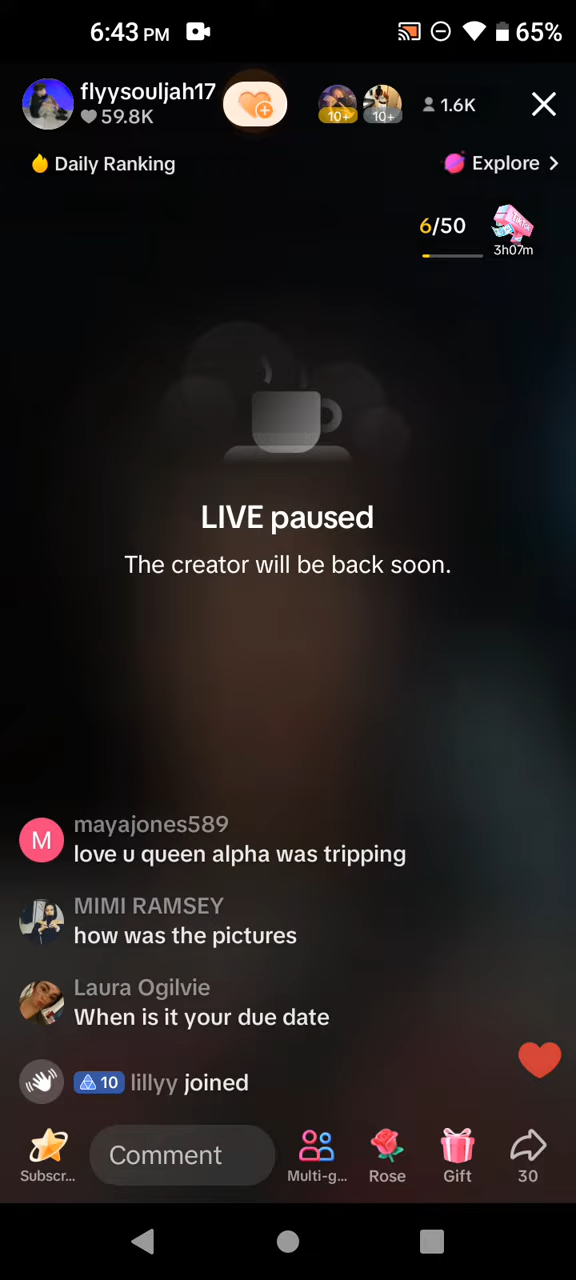 6:43 PM
65%
flyysouljah17
59.8K
10+
10+
1.6K
Daily Ranking
Explore >
6/50
TikTok
3h07m
LIVE paused
The creator will be back soon.
M
mayajones589
love u queen alpha was tripping
MIMI RAMSEY
how was the pictures
Laura Ogilvie
When is it your due date
10 lillyy joined
Comment
Subscr...
Multi-g...
Rose
Gift
30